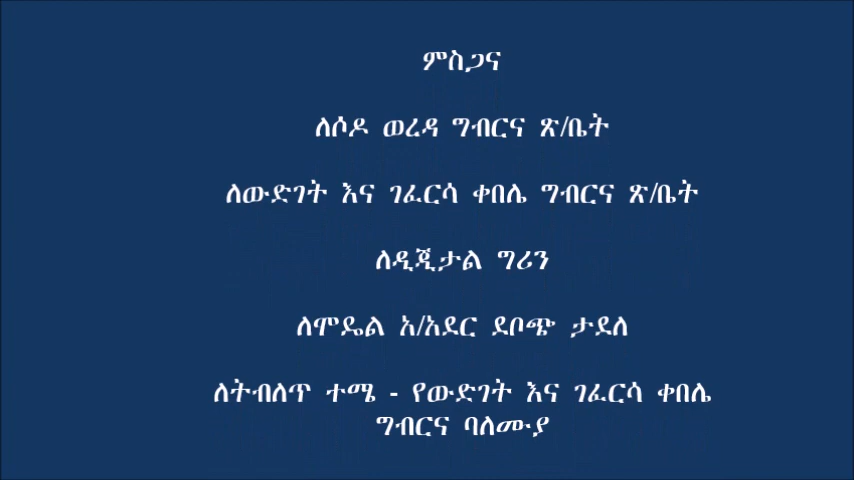 ምስጋና
ለሶዶ ወረዳ ግብርና ጽ/ቤት
ለውድገት እና ገፈርሳ ቀበሌ ግብርና ጽ/ቤት
ለዲጂታል ግሪን
ለሞዴል አ/አደር ደቦጭ ታደለ
ለትብለጥ ተሜ - የውድገት እና ገፈርሳ ቀበሌ
ግብርና ባለሙያ